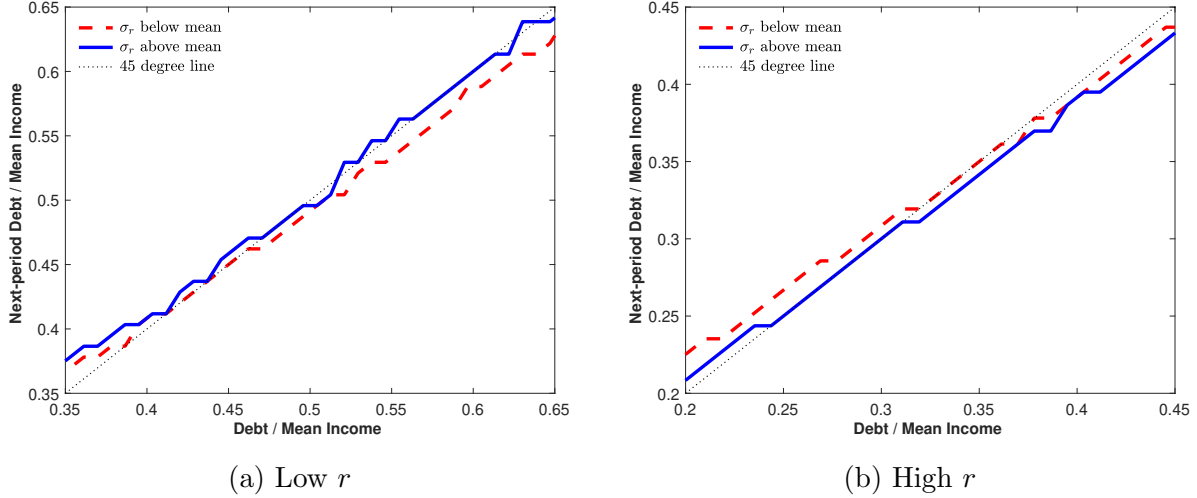 σ_r below mean
σ_r above mean
45 degree line
Next-period Debt / Mean Income
0.65
0.6
0.55
0.5
0.45
0.4
0.35
0.35 0.4 0.45 0.5 0.55 0.6 0.65
Debt / Mean Income
(a) Low r
σ_r below mean
σ_r above mean
45 degree line
Next-period Debt / Mean Income
0.45
0.4
0.35
0.3
0.25
0.2
0.2 0.25 0.3 0.35 0.4 0.45
Debt / Mean Income
(b) High r